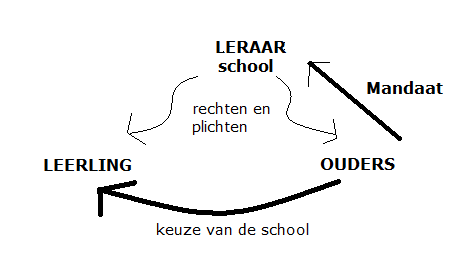 LERAAR
school
Mandaat
rechten en
plichten
LEERLING
OUDERS
keuze van de school